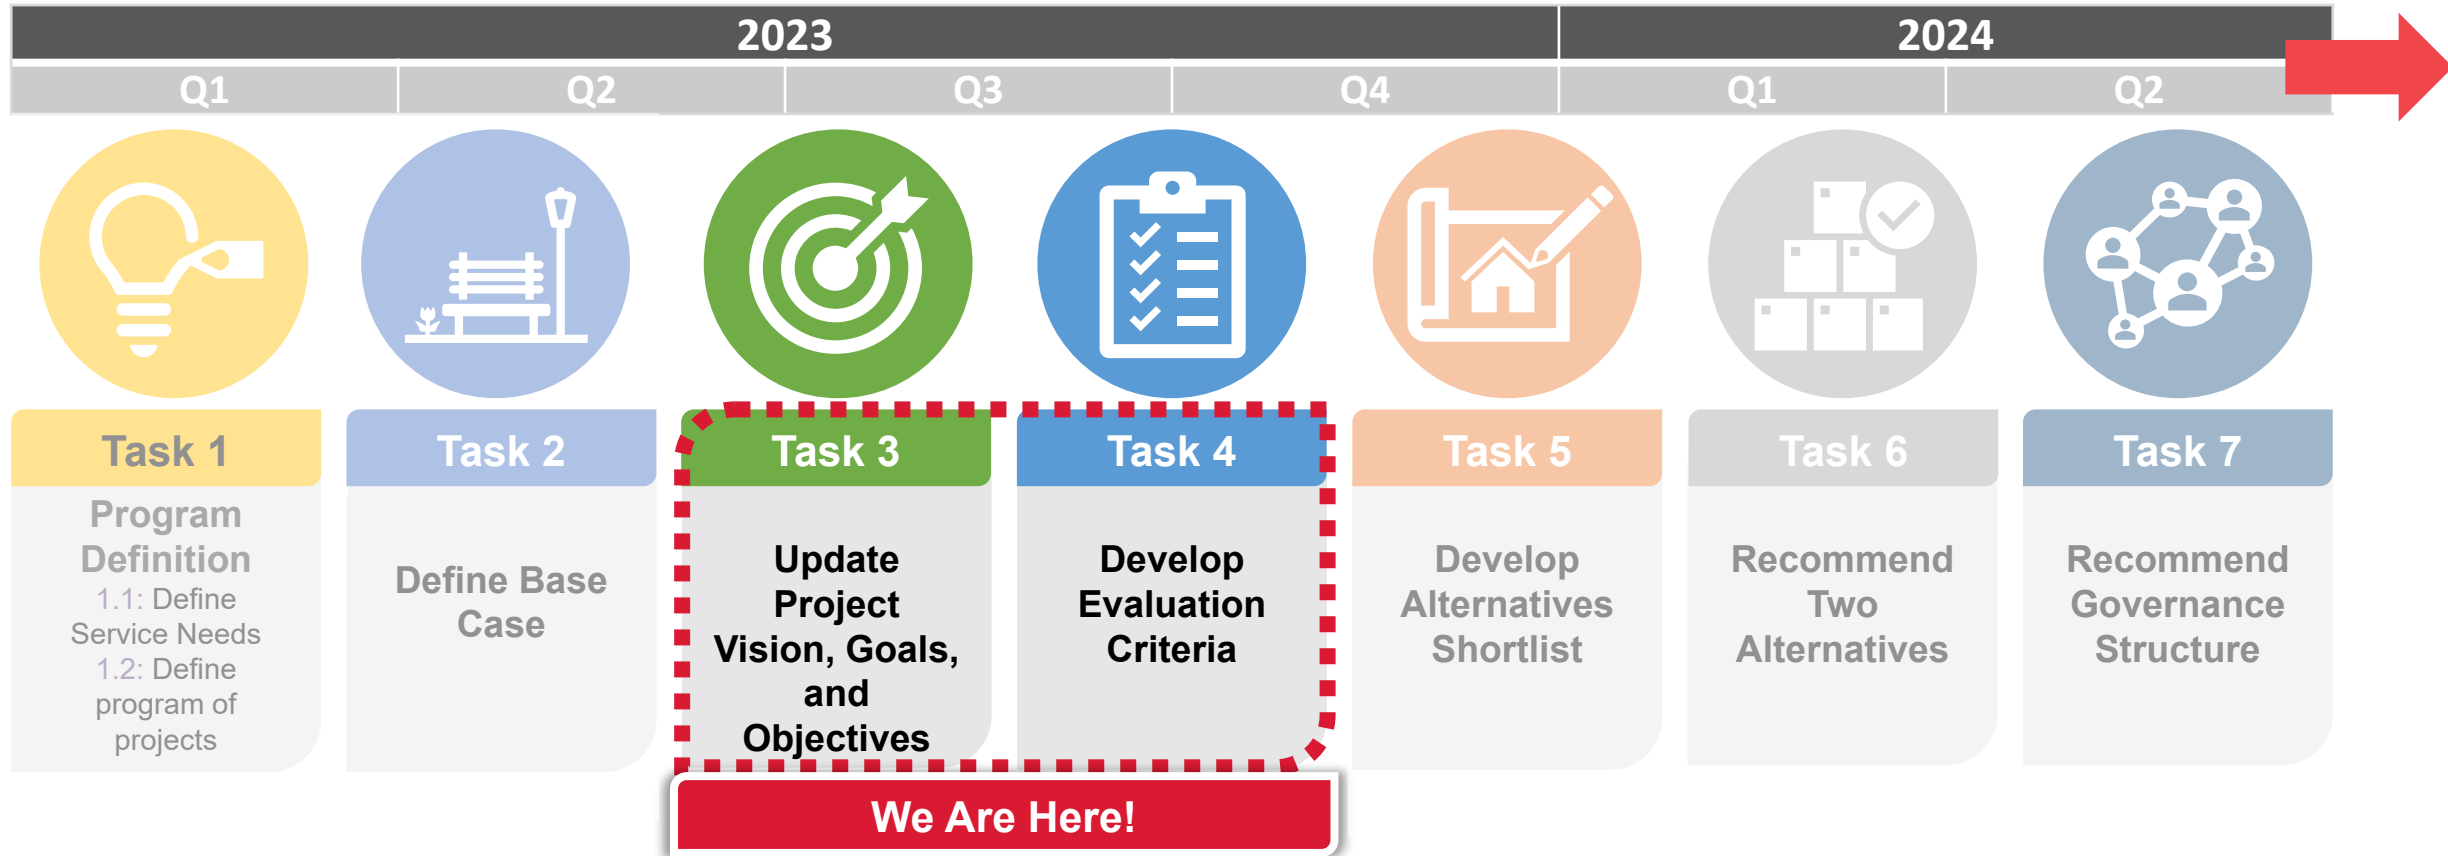 2023
2024
Q1
Q2
Q3
Q4
Q1
Q2
Task 1
Program
Definition
1.1: Define
Service Needs
1.2: Define
program of
projects
Task 2
Define Base
Case
Task 3
Update
Project
Vision, Goals,
and
Objectives
Task 4
Develop
Evaluation
Criteria
Task 5
Develop
Alternatives
Shortlist
Task 6
Recommend
Two
Alternatives
Task 7
Recommend
Governance
Structure
We Are Here!